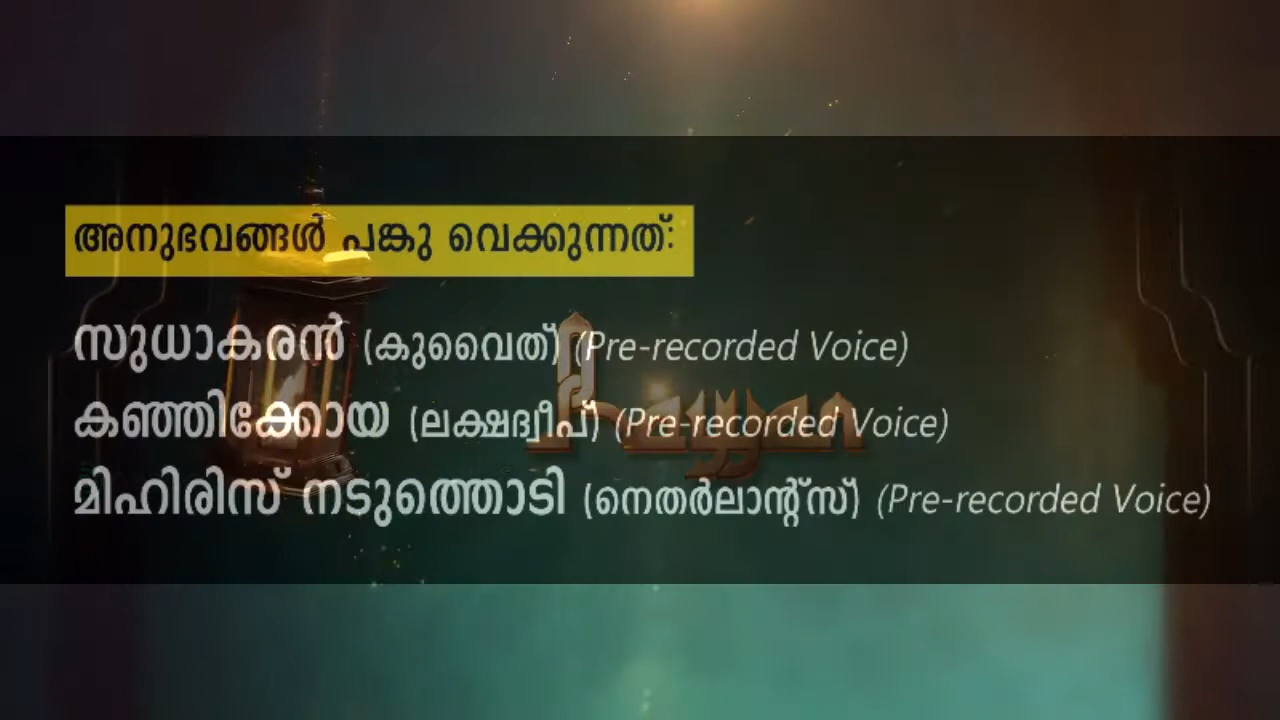 അനുഭവങ്ങൾ പങ്കു വെക്കുന്നത്:
സുധാകരൻ (കുവൈത്) (Pre-recorded Voice)
കഞ്ഞിക്കോയ (ലക്ഷദ്വീപ്) (Pre-recorded Voice)
rayyan
മിഹിരിസ് നടുത്തൊടി (നെതർലാന്റ്സ്) (Pre-recorded Voice)